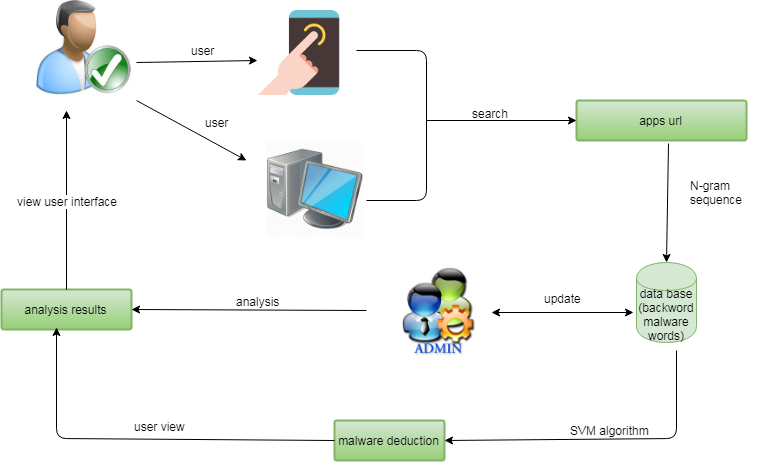 user
user
search
apps url
N-gram
sequence
view user interface
analysis results
analysis
ADMIN
update
data base
(backword
malware
words)
user view
malware deduction
SVM algorithm